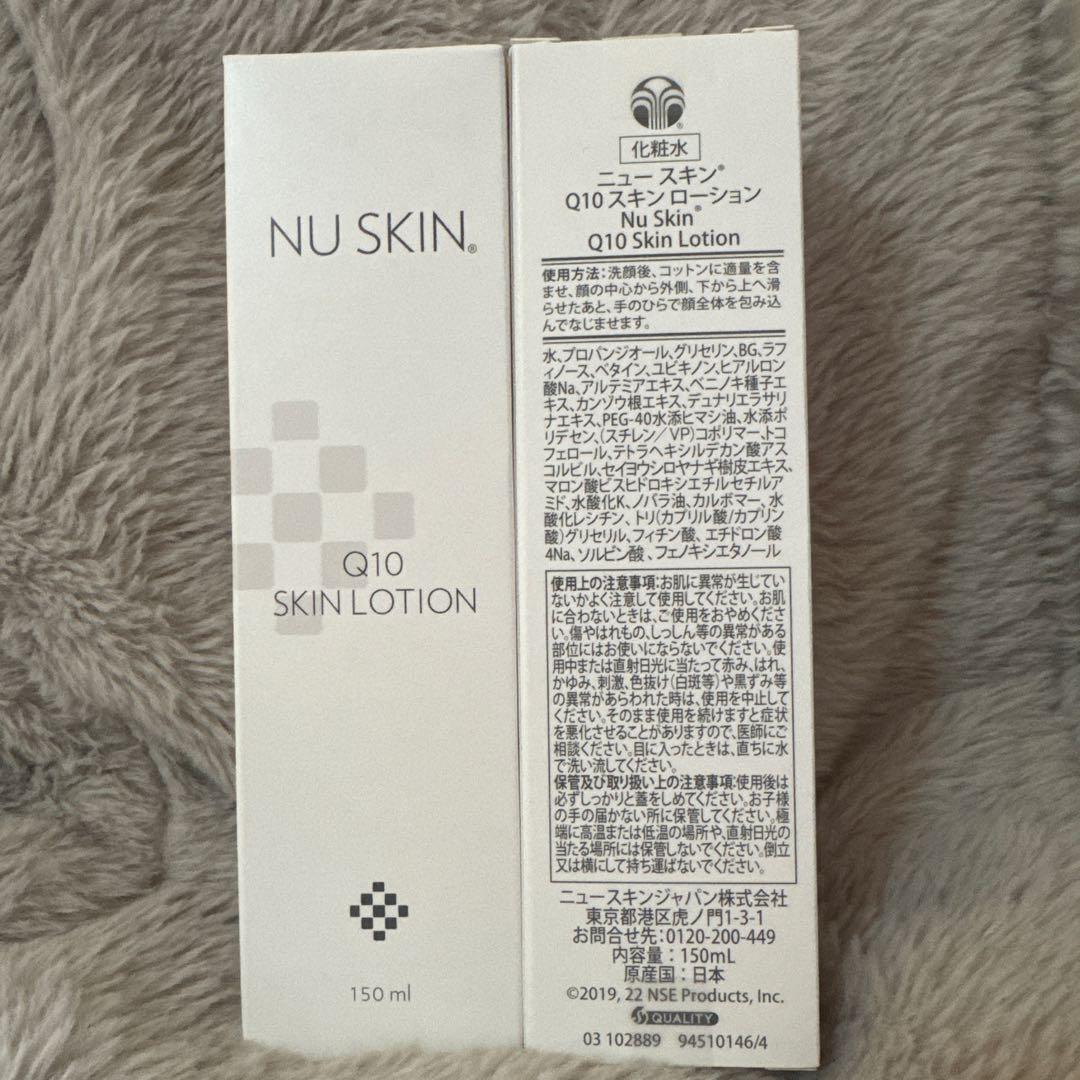 NU SKIN®
Q10
SKIN LOTION
150 ml
化粧水
ニュー スキン®
Q10 スキン ローション
Nu Skin®
Q10 Skin Lotion
使用方法：洗顔後、コットンに適量を含
ませ、顔の中心から外側、下から上へ滑
らせたあと、手のひらで顔全体を包み込
んでなじませます。
水、プロパンジオール、グリセリン、BG、ラフ
ィノース、ベタイン、ユビキノン、ヒアルロン
酸Na、アルテミアエキス、ベニノキ種子エ
キス、カンゾウ根エキス、デュナリエラサリ
ナエキス、PEG-40水添ヒマシ油、水添ポ
リデセン、(スチレン／VP)コポリマー、トコ
フェロール、テトラヘキシルデカン酸アス
コルビル、セイヨウシロヤナギ樹皮エキス、
マロン酸ビスヒドロキシエチルセチルア
ミド、水酸化K、ノバラ油、カルボマー、水
酸化レシチン、トリ(カプリル酸/カプリン
酸)グリセリル、フィチン酸、エチドロン酸
4Na、ソルビン酸、フェノキシエタノール
使用上の注意事項：お肌に異常が生じてい
ないかよく注意して使用してください。お肌
に合わないときは、ご使用をおやめくださ
い。傷やはれもの、しっしん等の異常がある
部位にはお使いにならないでください。使
用中または直射日光に当たって赤み、はれ、
かゆみ、刺激、色抜け(白斑等)や黒ずみ等
の異常があらわれた時は、使用を中止して
ください。そのまま使用を続けますと症状
を悪化させることがありますので、医師にご
相談ください。目に入ったときは、直ちに水
で洗い流してください。
保管及び取り扱い上の注意事項：使用後は
必ずしっかりと蓋をしめてください。お子様
の手の届かない所に保管してください。極
端に高温または低温の場所や、直射日光の
当たる場所には保管しないでください。倒立
又は横にして持ち運ばないでください。
ニュースキンジャパン株式会社
東京都港区虎ノ門1-3-1
お問合せ先：0120-200-449
内容量：150mL
原産国：日本
©2019, 22 NSE Products, Inc.
QUALITY
03 102889 94510146/4